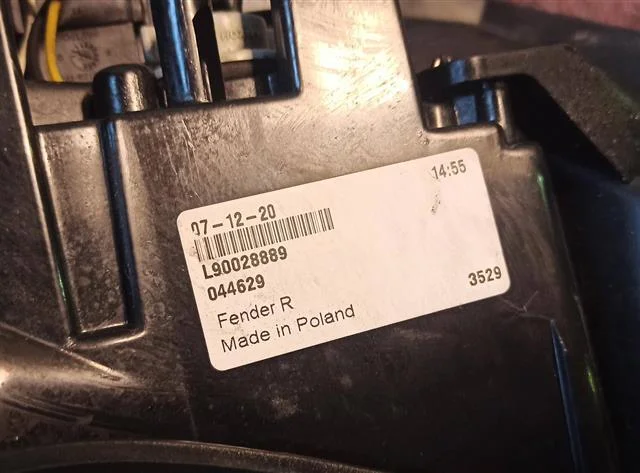 07-12-20 14:55
L90028889
044629 3529
Fender R
Made in Poland